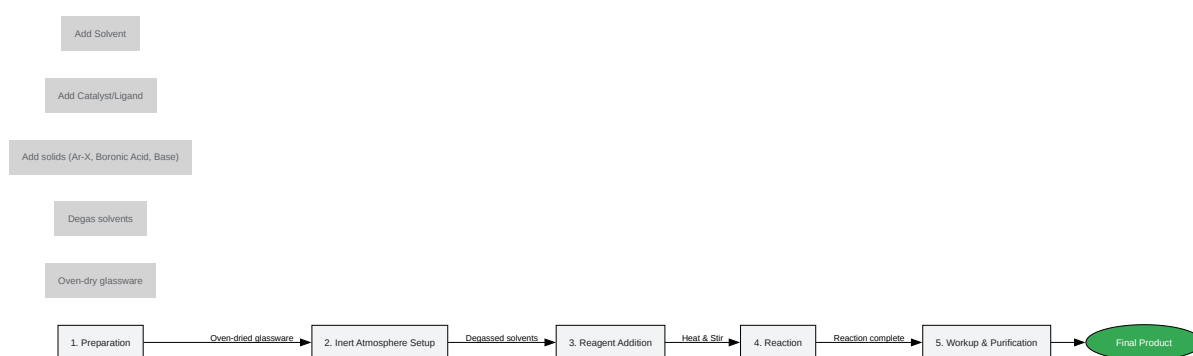 Add Solvent
Add Catalyst/Ligand
Add solids (Ar-X, Boronic Acid, Base)
Degas solvents
Oven-dry glassware
1. Preparation
Oven-dried glassware
2. Inert Atmosphere Setup
Degassed solvents
3. Reagent Addition
Heat & Stir
4. Reaction
Reaction complete
5. Workup & Purification
Final Product